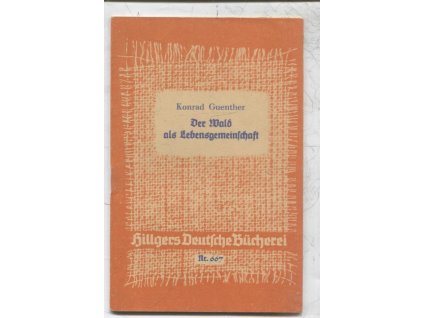 Konrad Guenther
Der Wald
als Lebensgemeinschaft
Hillgers Deutsche Bücherei
Nr. 667